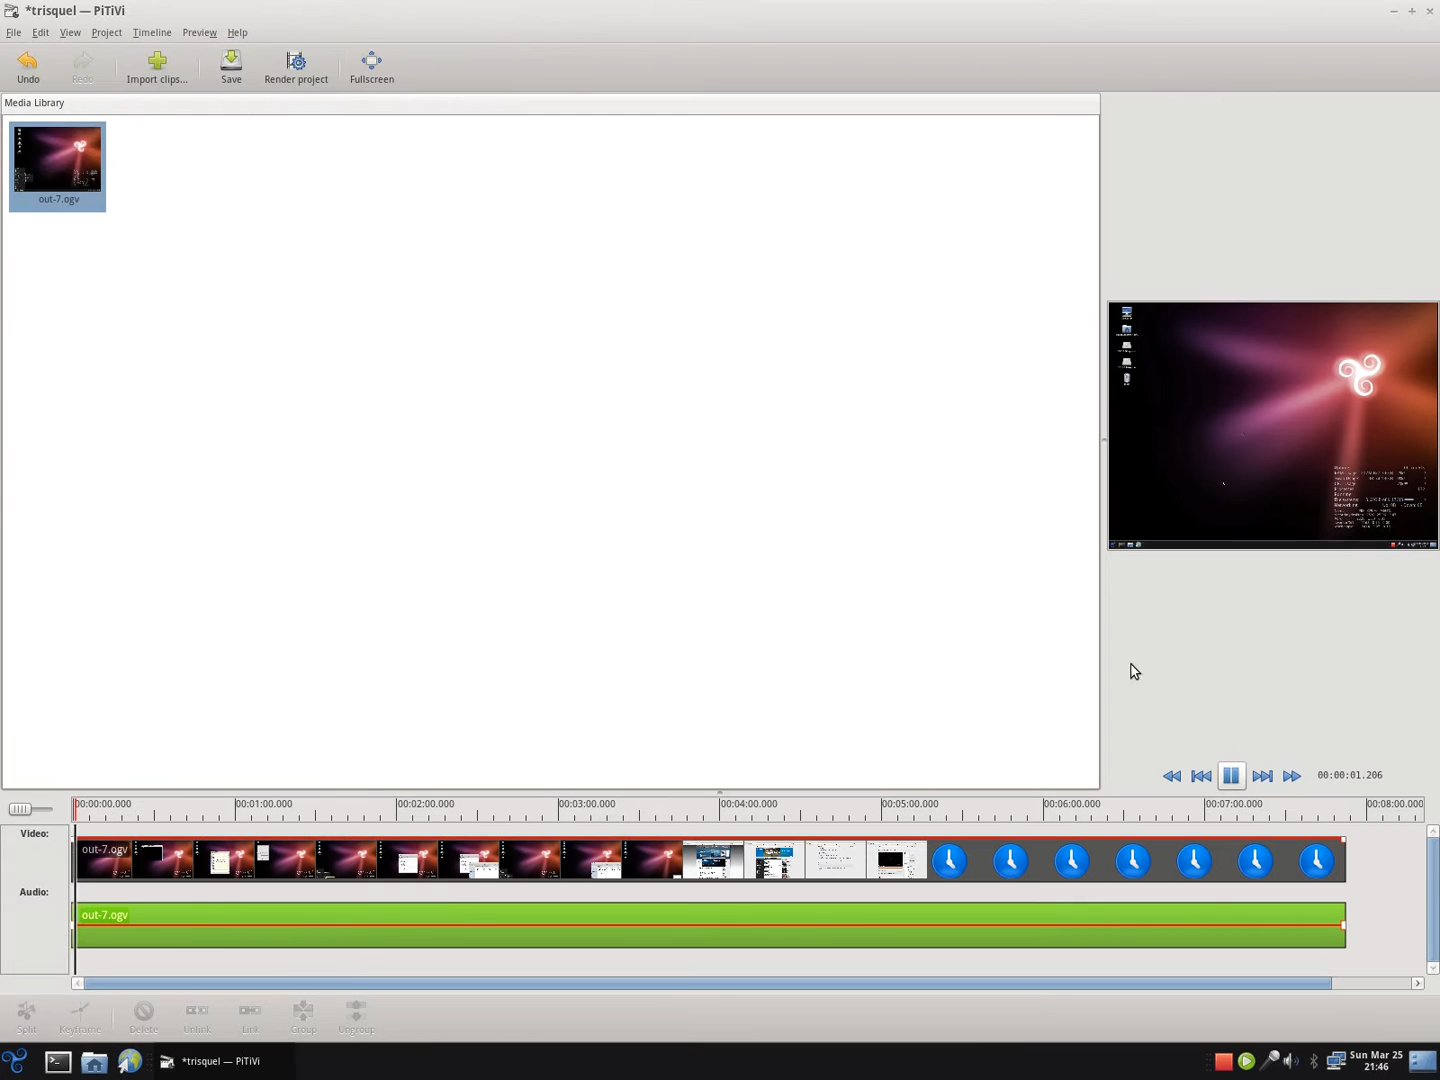 *trisquel — PiTiVi
File Edit View Project Timeline Preview Help
Undo Redo Import clips... Save Render project Fullscreen
Media Library
out-7.ogv
00:00:01.206
00:00:00.000 00:01:00.000 00:02:00.000 00:03:00.000 00:04:00.000 00:05:00.000 00:06:00.000 00:07:00.000 00:08:00.000
Video:
out-7.ogv
Audio:
out-7.ogv
Split Keyframe Delete Unlink Link Group Ungroup
*trisquel — PiTiVi
Sun Mar 25
21:46